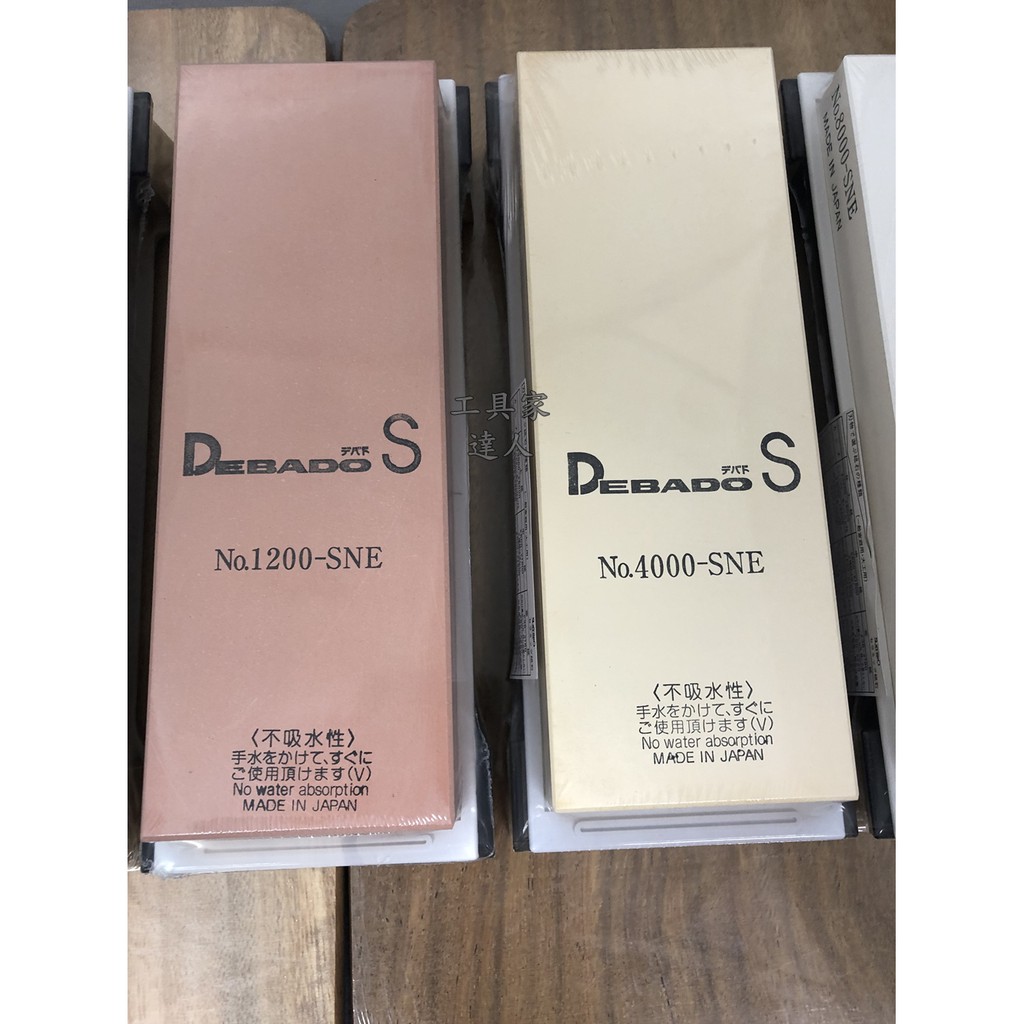 デバド
DEBADO S
No.1200-SNE
〈不吸水性〉
手水をかけて、すぐに
ご使用頂けます(V)
No water absorption
MADE IN JAPAN
工具家
達人
デバド
DEBADO S
No.4000-SNE
〈不吸水性〉
手水をかけて、すぐに
ご使用頂けます(V)
No water absorption
MADE IN JAPAN
No.8000-SNE
MADE IN JAPAN